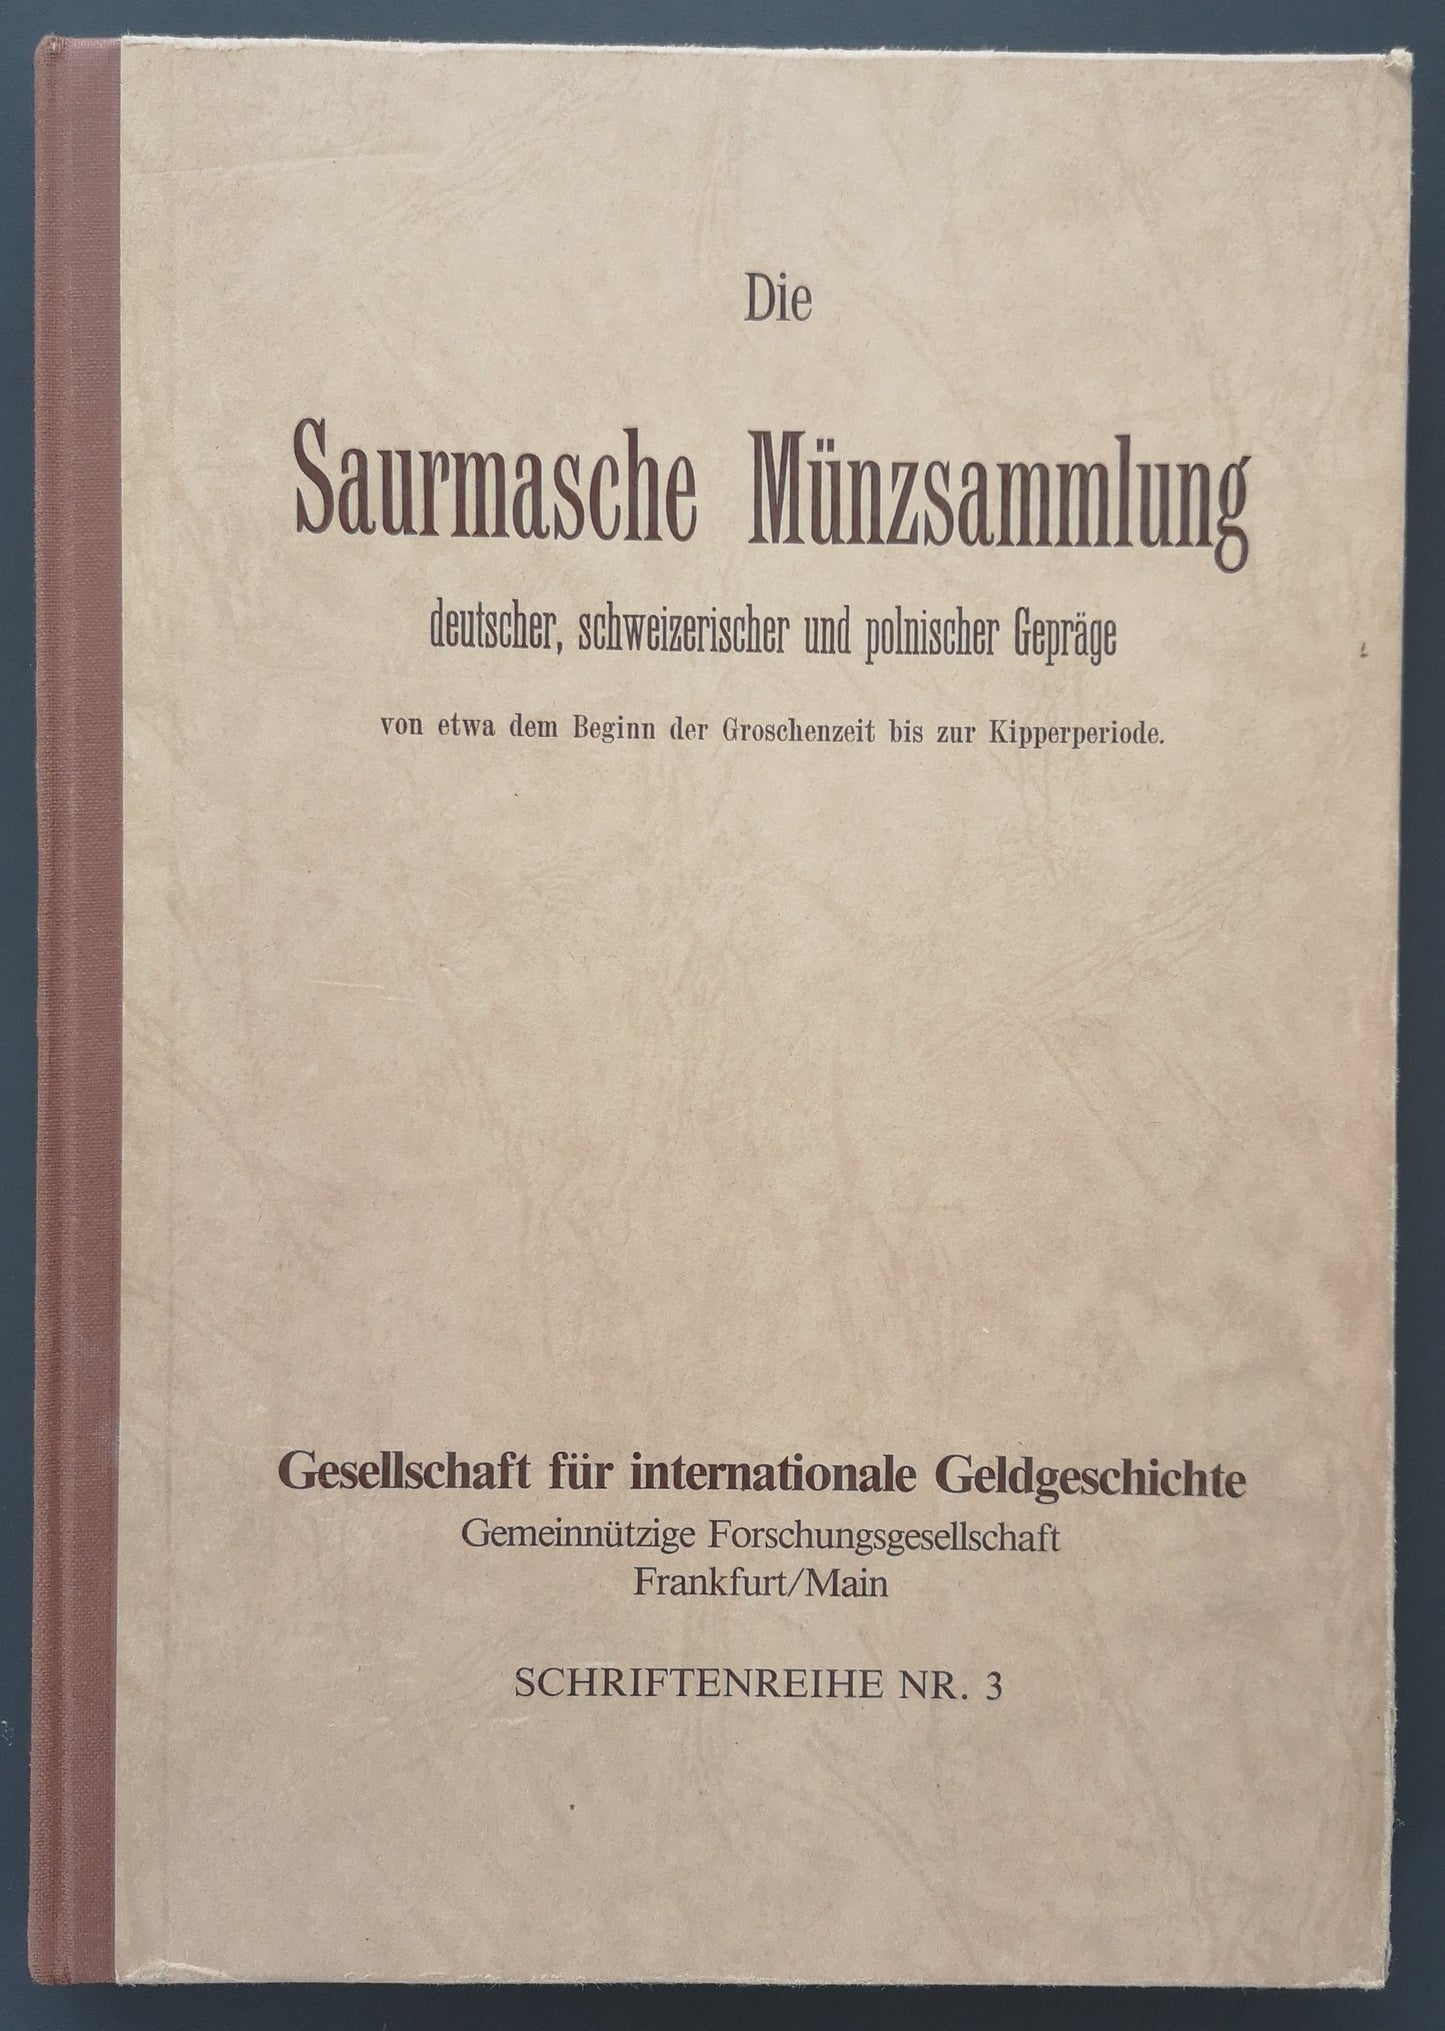 Die
Saurmasche Münzsammlung
deutscher, schweizerischer und polnischer Gepräge
von etwa dem Beginn der Groschenzeit bis zur Kipperperiode.
Gesellschaft für internationale Geldgeschichte
Gemeinnützige Forschungsgesellschaft
Frankfurt/Main
SCHRIFTENREIHE NR. 3